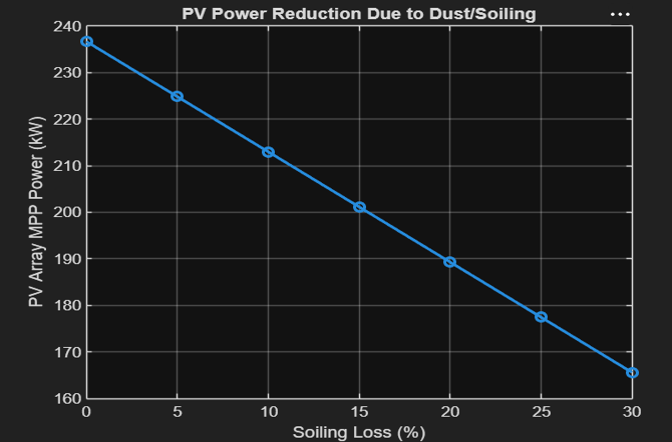 PV Power Reduction Due to Dust/Soiling
...
PV Array MPP Power (kW)
240
230
220
210
200
190
180
170
160
0 5 10 15 20 25 30
Soiling Loss (%)